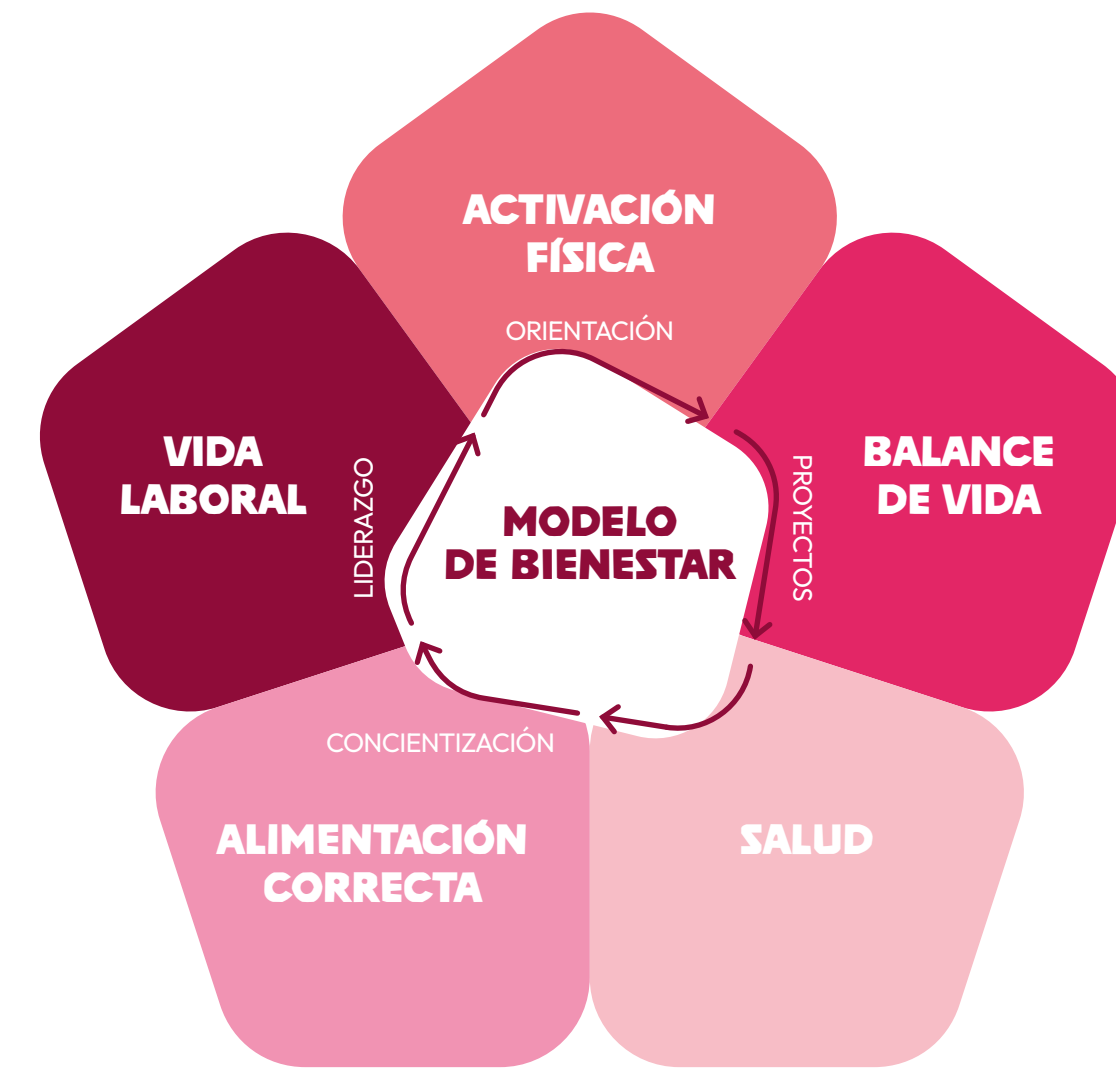 ACTIVACIÓN
FÍSICA
ORIENTACIÓN
VIDA
LABORAL
LIDERAZGO
MODELO
DE BIENESTAR
PROYECTOS
BALANCE
DE VIDA
CONCIENTIZACIÓN
ALIMENTACIÓN
CORRECTA
SALUD